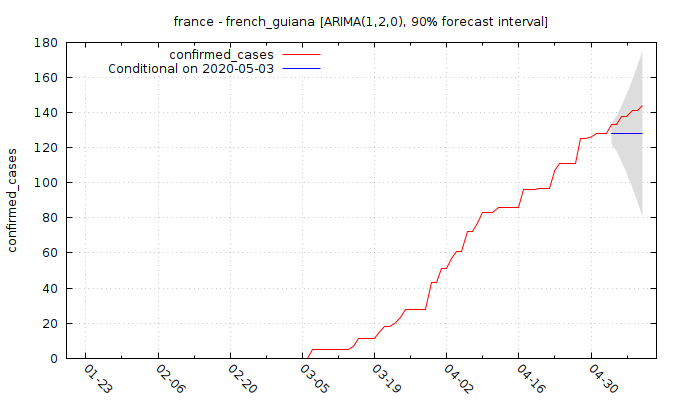 france - french_guiana [ARIMA(1,2,0), 90% forecast interval]
confirmed_cases
Conditional on 2020-05-03
confirmed_cases
180
160
140
120
100
80
60
40
20
0
01-23 02-06 02-20 03-05 03-19 04-02 04-16 04-30